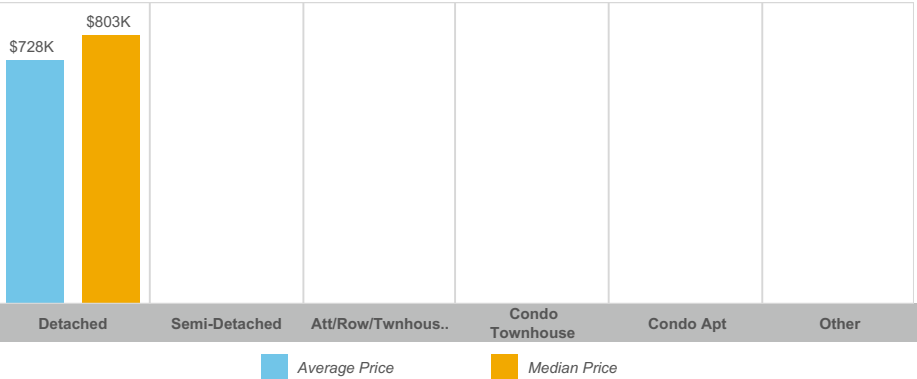 $728K
$803K
Detached
Semi-Detached
Att/Row/Twnhous..
Condo
Townhouse
Condo Apt
Other
Average Price
Median Price